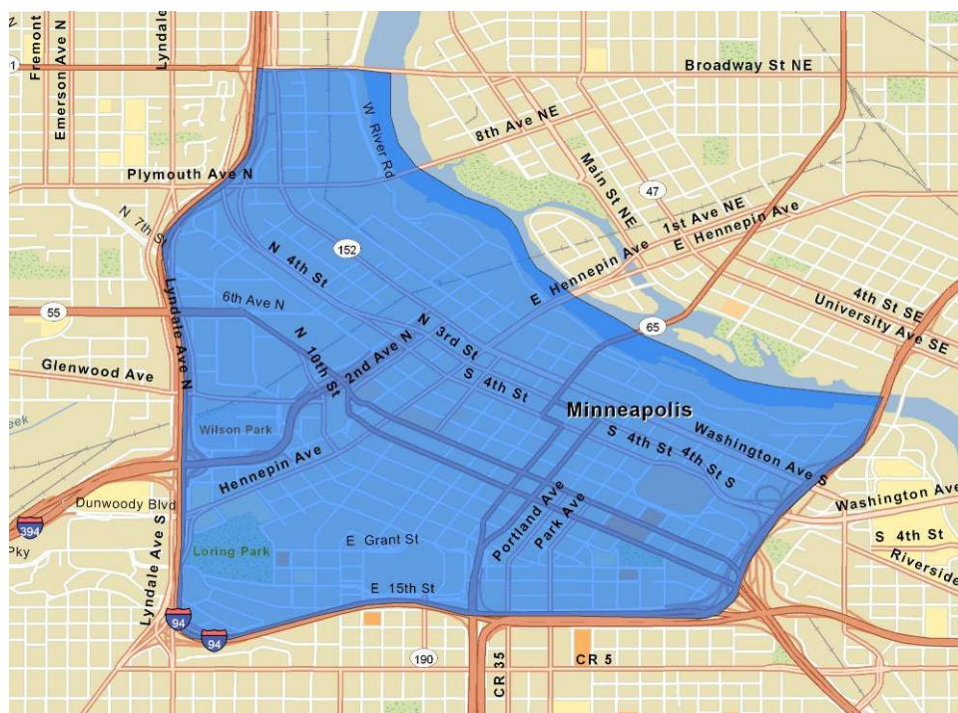 Fremont
Emerson Ave N
Lyndale
1
Broadway St NE
8th Ave NE
W River Rd
Main St NE
47
Plymouth Ave N
1st Ave NE
E Hennepin Ave
N 7th St
152
N 4th St
E Hennepin Ave
4th St SE
University Ave SE
6th Ave N
55
65
Lyndale Ave N
N 10th St
2nd Ave N
N 3rd St
Glenwood Ave
S 4th St
Minneapolis
eek
Wilson Park
Hennepin Ave
S 4th St
4th St S
Washington Ave S
Dunwoody Blvd
Washington Ave
394
Pky
Lyndale Ave S
Loring Park
E Grant St
Portland Ave
Park Ave
S 4th St
Riverside
E 15th St
94
94
190
CR 35
CR 5